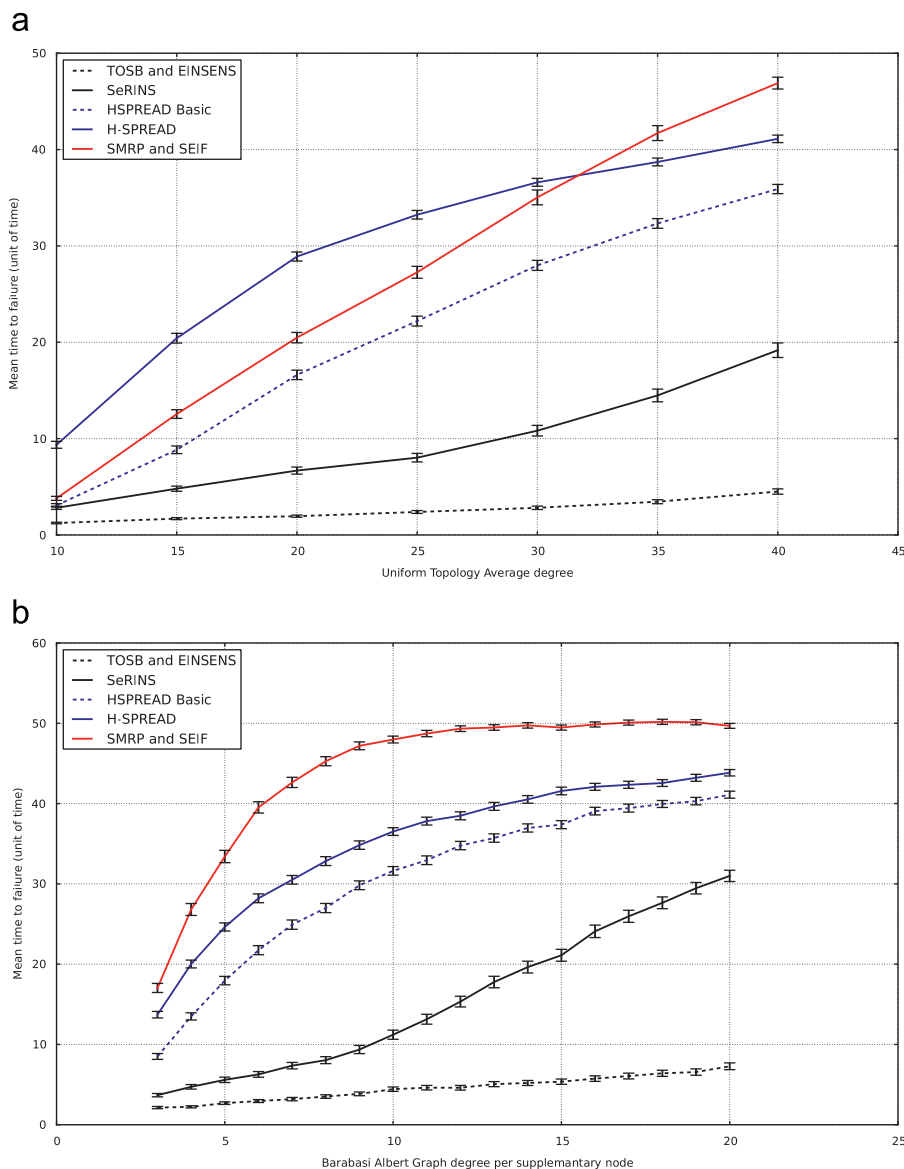 a
50
40
30
20
10
0
Mean time to failure (unit of time)
TOSB and EINSENS
SeRINS
HSPREAD Basic
H-SPREAD
SMRP and SEIF
10 15 20 25 30 35 40 45
Uniform Topology Average degree
b
60
50
40
30
20
10
0
Mean time to failure (unit of time)
TOSB and EINSENS
SeRINS
HSPREAD Basic
H-SPREAD
SMRP and SEIF
0 5 10 15 20 25
Barabasi Albert Graph degree per supplemantary node